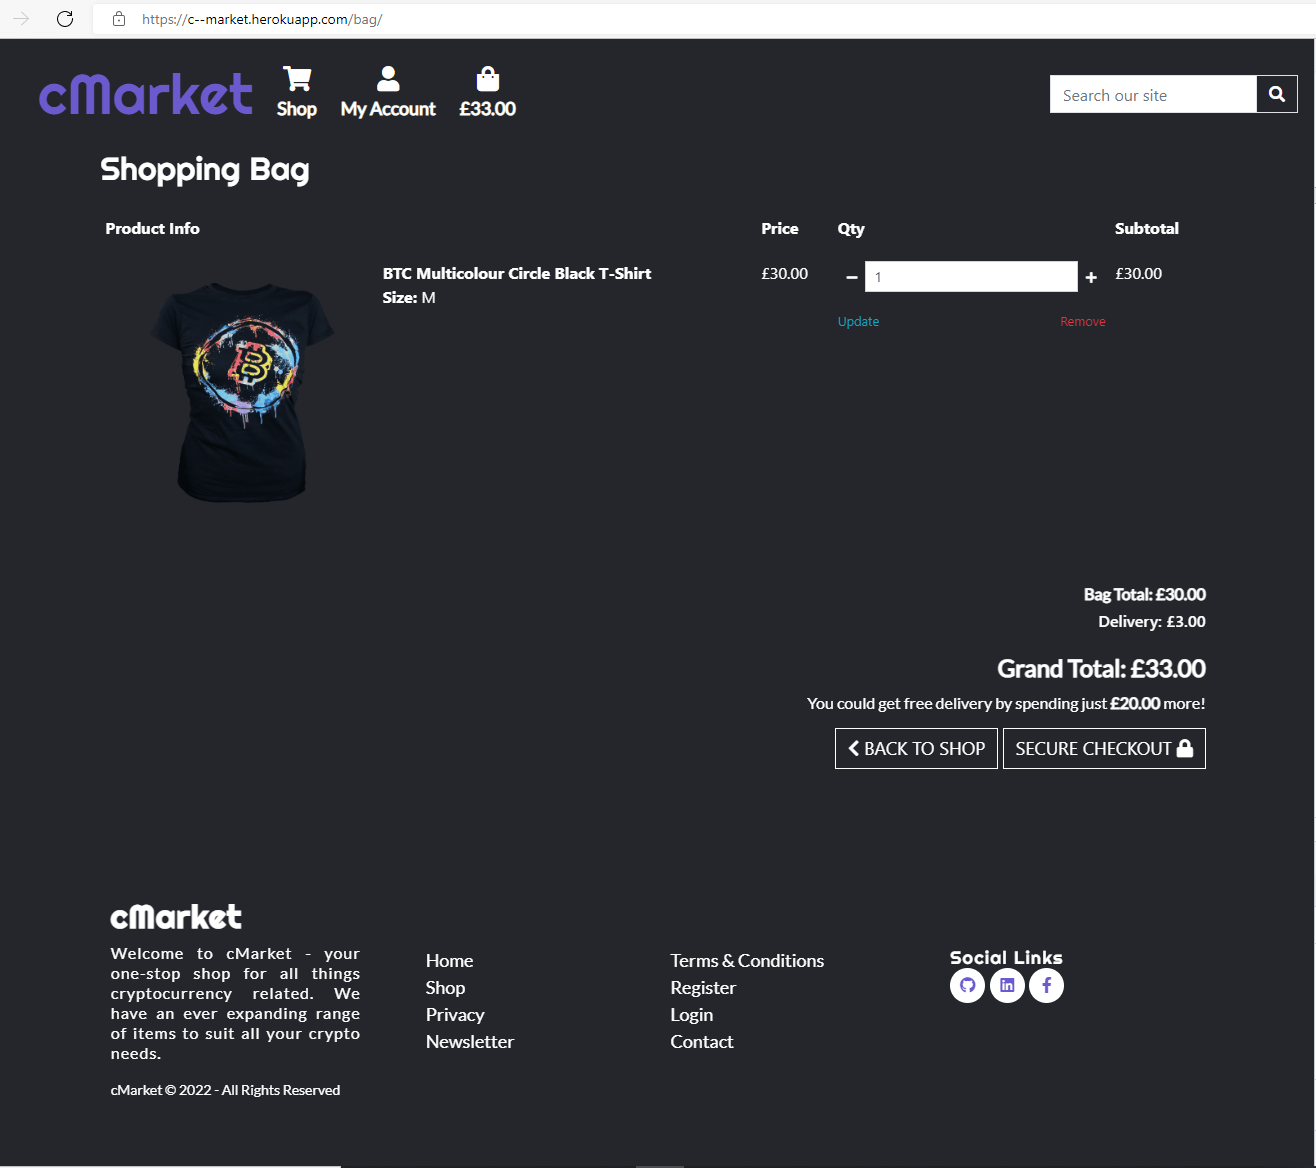 https://c--market.herokuapp.com/bag/
cMarket
Shop
My Account
£33.00
Search our site
Shopping Bag
Product Info
Price
Qty
Subtotal
BTC Multicolour Circle Black T-Shirt
£30.00
1
£30.00
Size: M
Update
Remove
Bag Total: £30.00
Delivery: £3.00
Grand Total: £33.00
You could get free delivery by spending just £20.00 more!
BACK TO SHOP
SECURE CHECKOUT
cMarket
Welcome to cMarket - your
one-stop shop for all things
cryptocurrency related. We
have an ever expanding range
of items to suit all your crypto
needs.
cMarket © 2022 - All Rights Reserved
Home
Shop
Privacy
Newsletter
Terms & Conditions
Register
Login
Contact
Social Links